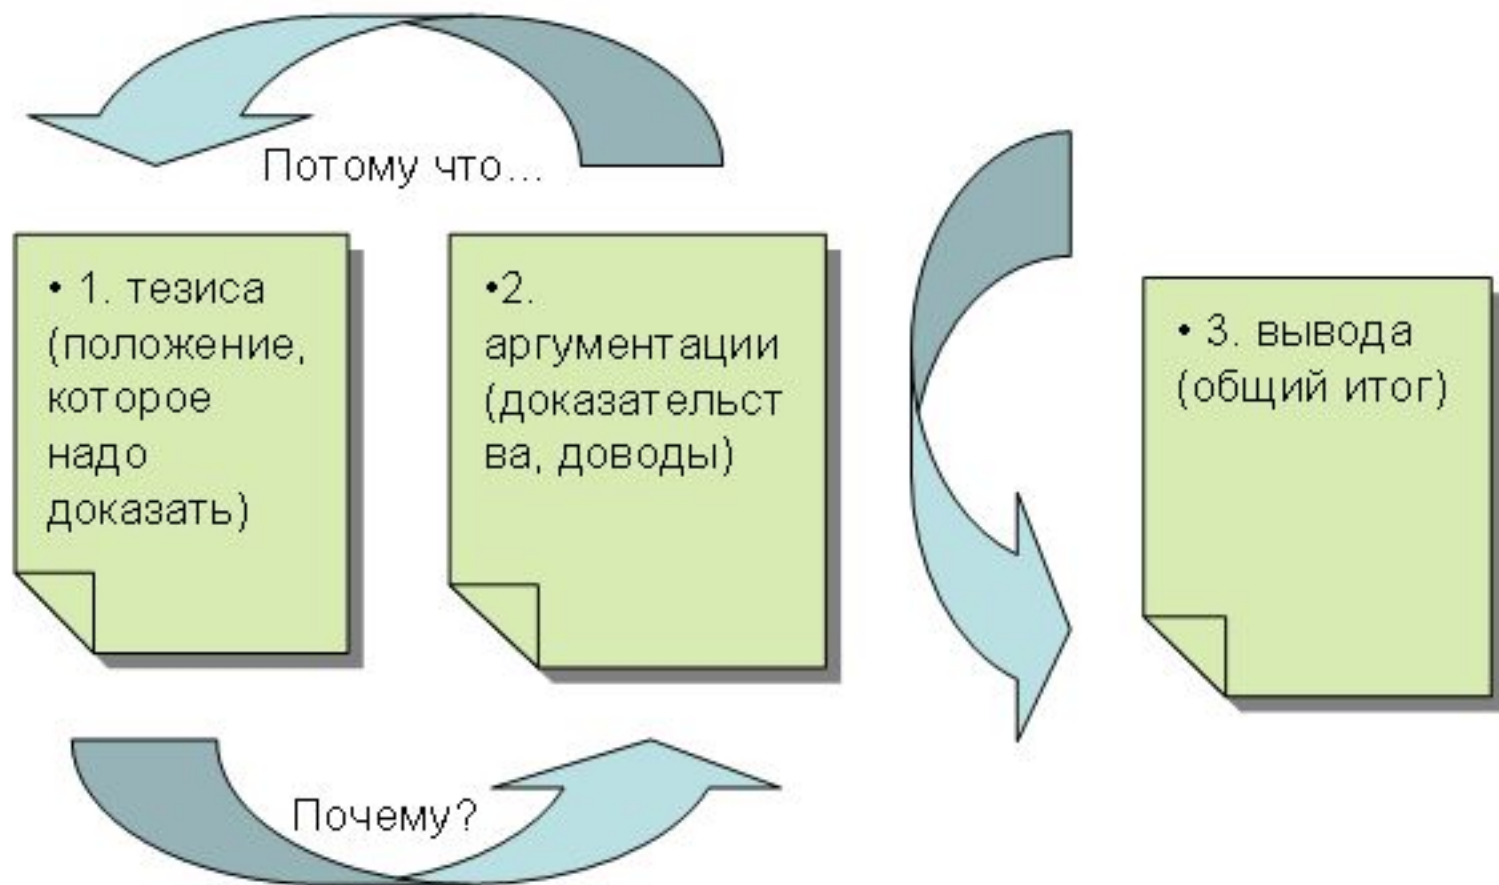 Потому что...
• 1. тезиса
(положение,
которое
надо
доказать)
•2.
аргументации
(доказательст
ва, доводы)
• 3. вывода
(общий итог)
Почему?